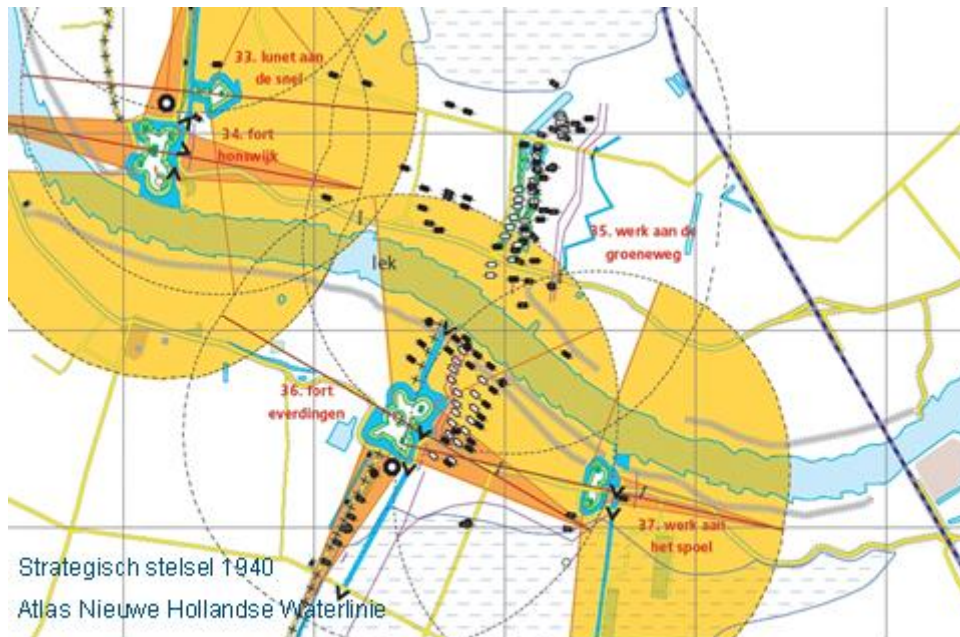 33. lunet aan
de snel
34. fort
honswijk
35. werk aan de
groeneweg
lek
36. fort
everdingen
37. werk aan
het spoel
Strategisch stelsel 1940
Atlas Nieuwe Hollandse Waterlinie